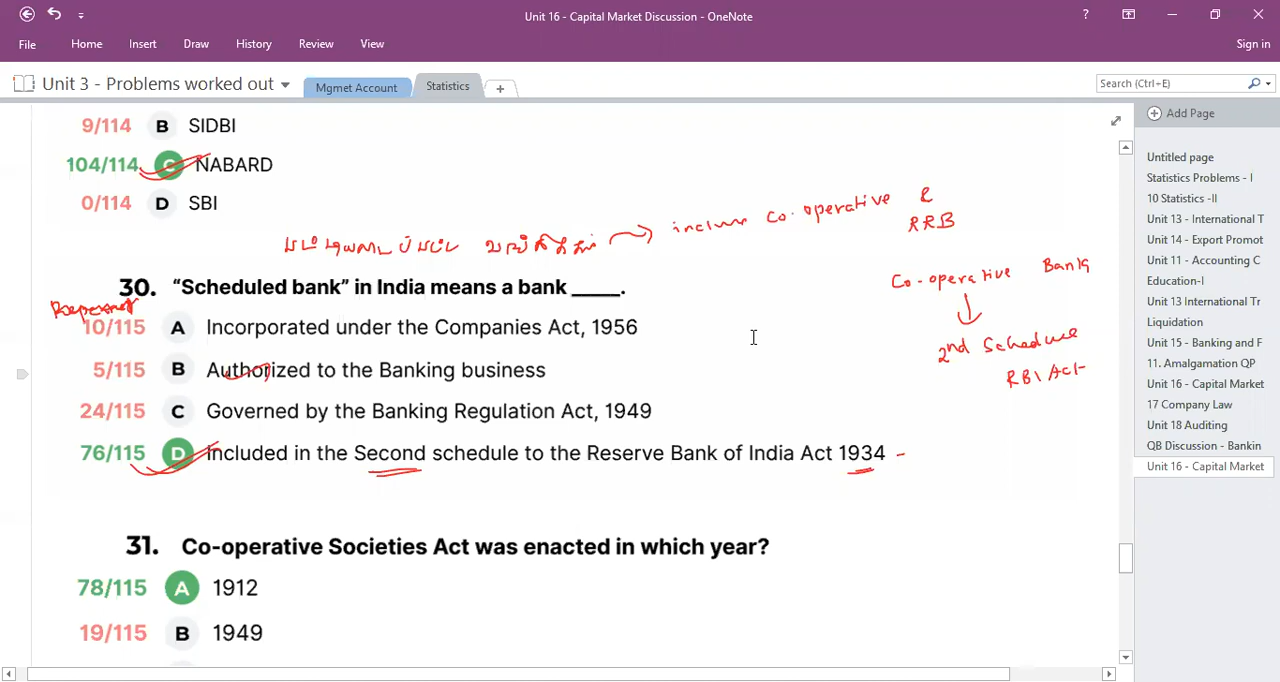 Unit 16 - Capital Market Discussion - OneNote
?
File Home Insert Draw History Review View Sign in
Unit 3 - Problems worked out Mgmet Account Statistics + Search (Ctrl+E)
Add Page
9/114 B SIDBI
104/114 C NABARD
0/114 D SBI
include Co-operative &
RRB
30. “Scheduled bank” in India means a bank _____.
10/115 A Incorporated under the Companies Act, 1956
5/115 B Authorized to the Banking business
24/115 C Governed by the Banking Regulation Act, 1949
76/115 D Included in the Second schedule to the Reserve Bank of India Act 1934
Co-operative Bank
2nd Schedule
RBI Act
31. Co-operative Societies Act was enacted in which year?
78/115 A 1912
19/115 B 1949
Untitled page
Statistics Problems - I
10 Statistics -II
Unit 13 - International T
Unit 14 - Export Promot
Unit 11 - Accounting C
Education-I
Unit 13 International Tr
Liquidation
Unit 15 - Banking and F
11. Amalgamation QP
Unit 16 - Capital Market
17 Company Law
Unit 18 Auditing
QB Discussion - Bankin
Unit 16 - Capital Market